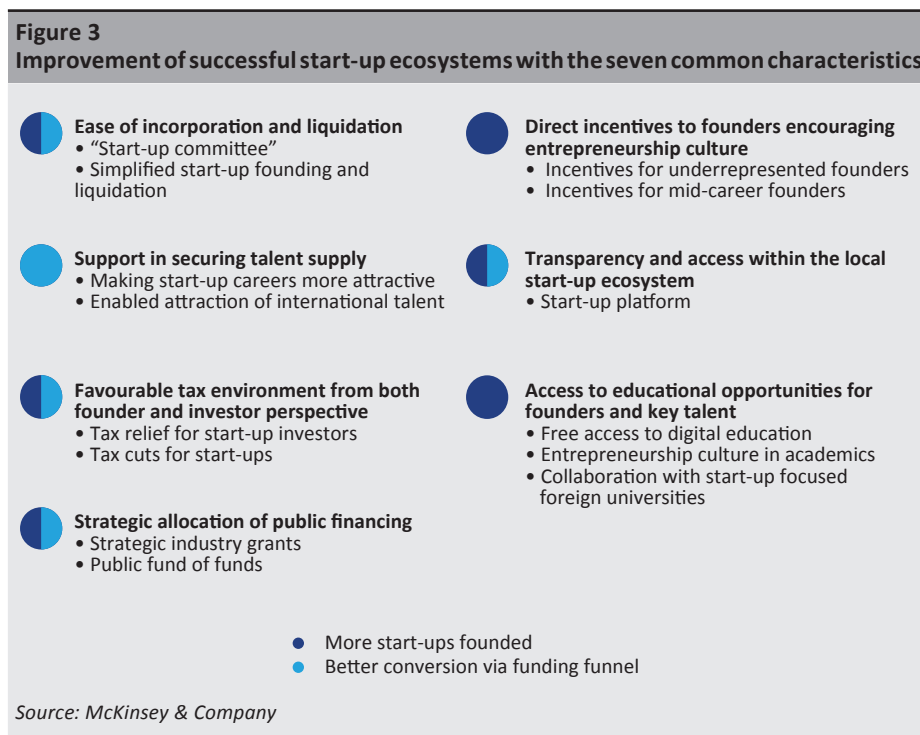 Figure 3
Improvement of successful start-up ecosystems with the seven common characteristics
Ease of incorporation and liquidation
• “Start-up committee”
• Simplified start-up founding and
liquidation
Support in securing talent supply
• Making start-up careers more attractive
• Enabled attraction of international talent
Favourable tax environment from both
founder and investor perspective
• Tax relief for start-up investors
• Tax cuts for start-ups
Strategic allocation of public financing
• Strategic industry grants
• Public fund of funds
Direct incentives to founders encouraging
entrepreneurship culture
• Incentives for underrepresented founders
• Incentives for mid-career founders
Transparency and access within the local
start-up ecosystem
• Start-up platform
Access to educational opportunities for
founders and key talent
• Free access to digital education
• Entrepreneurship culture in academics
• Collaboration with start-up focused
foreign universities
More start-ups founded
Better conversion via funding funnel
Source: McKinsey & Company